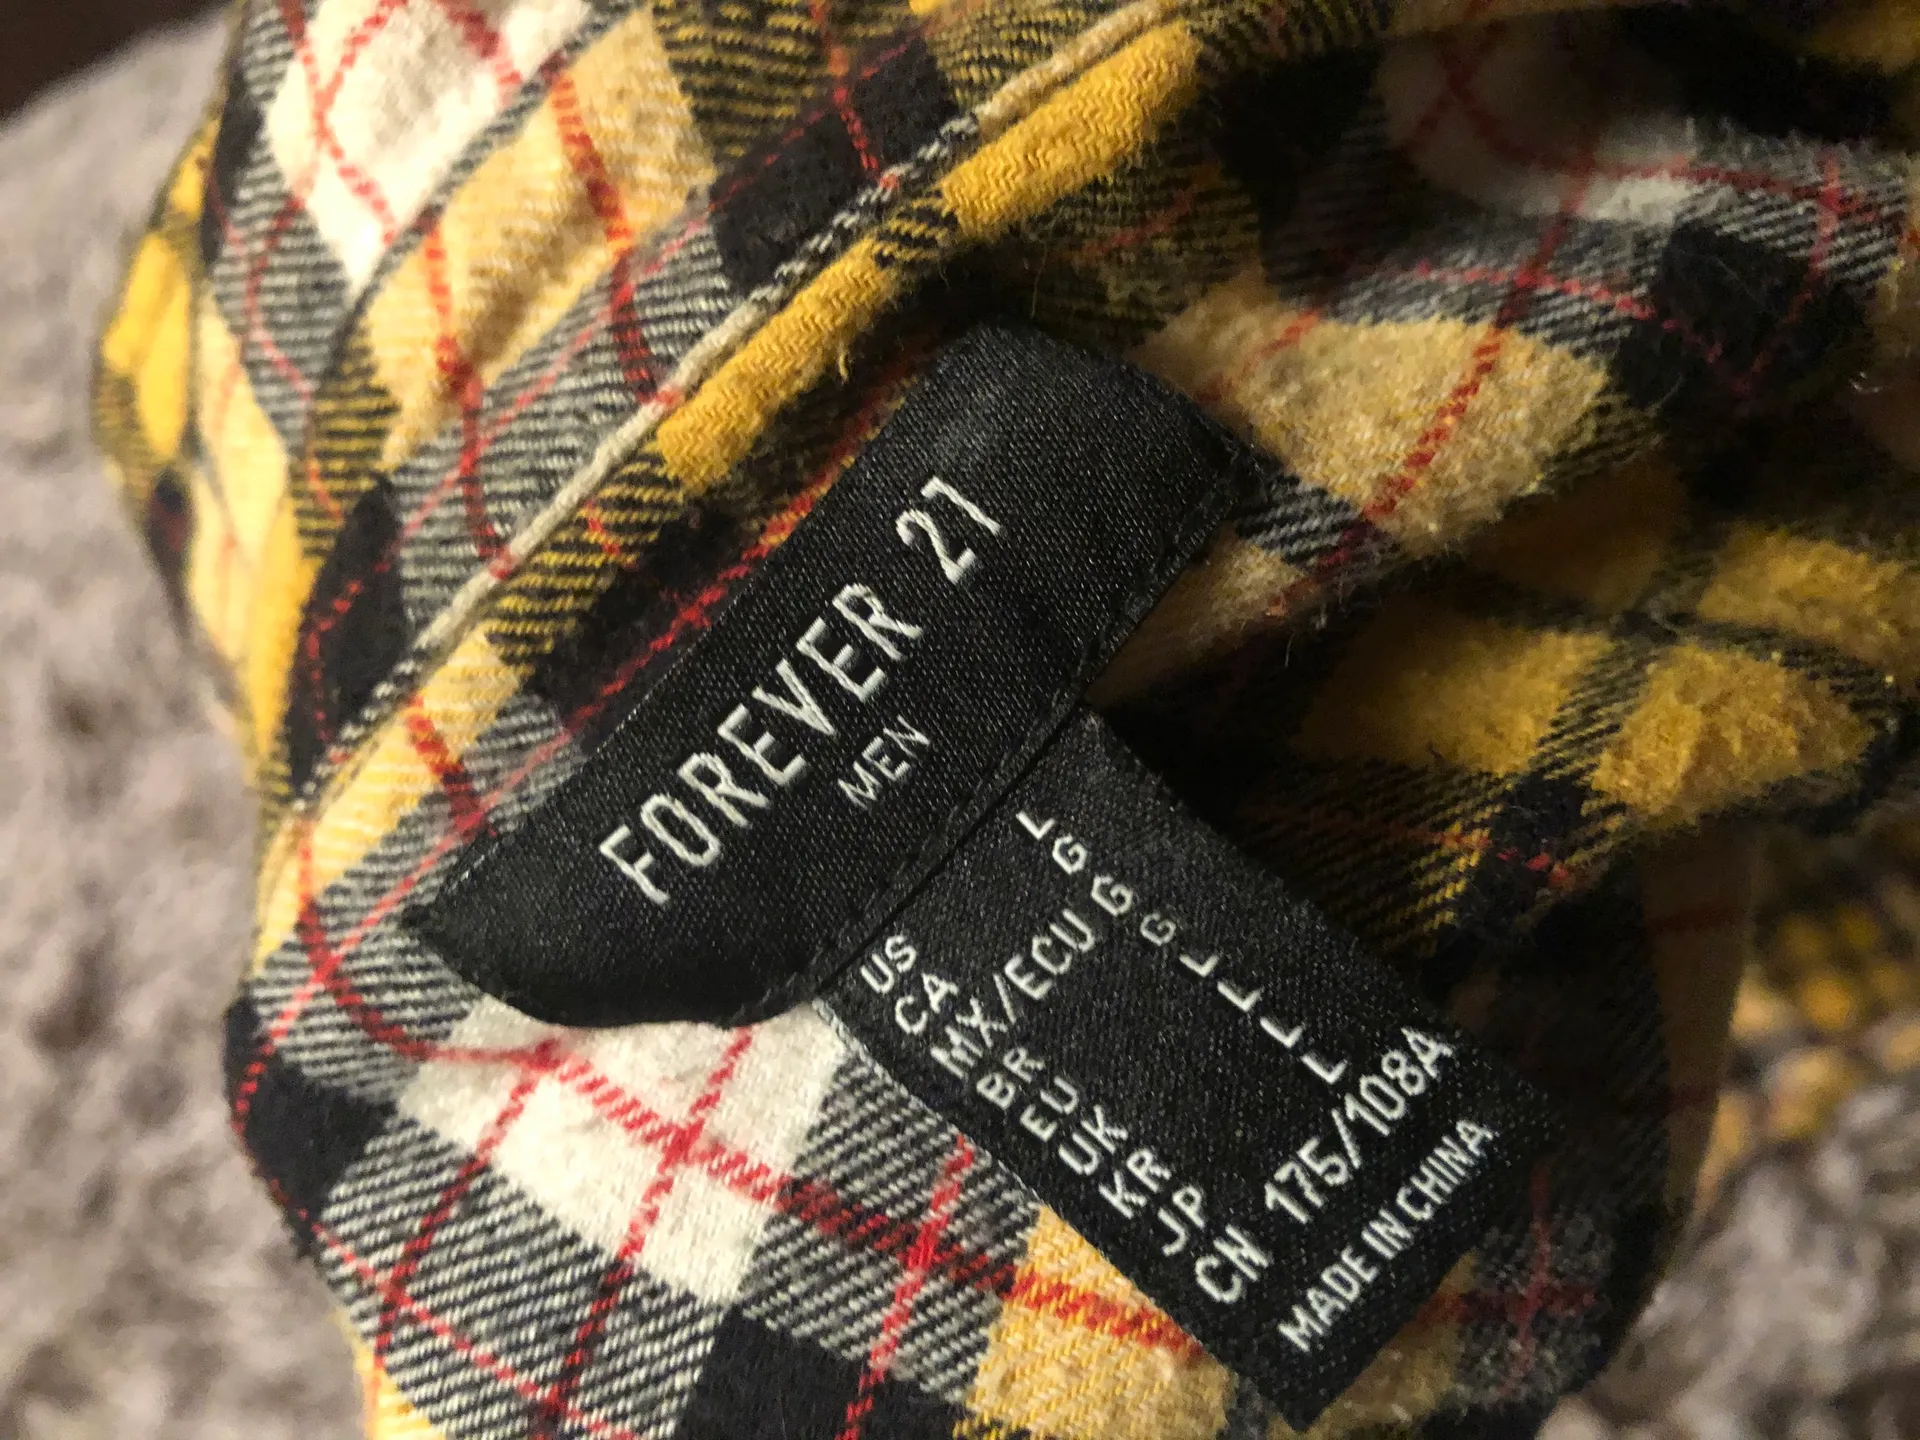 FOREVER 21
MEN
US L
CA G
MX/ECU G
BR G
EU L
UK L
KR L
JP L
CN 175/108A
MADE IN CHINA